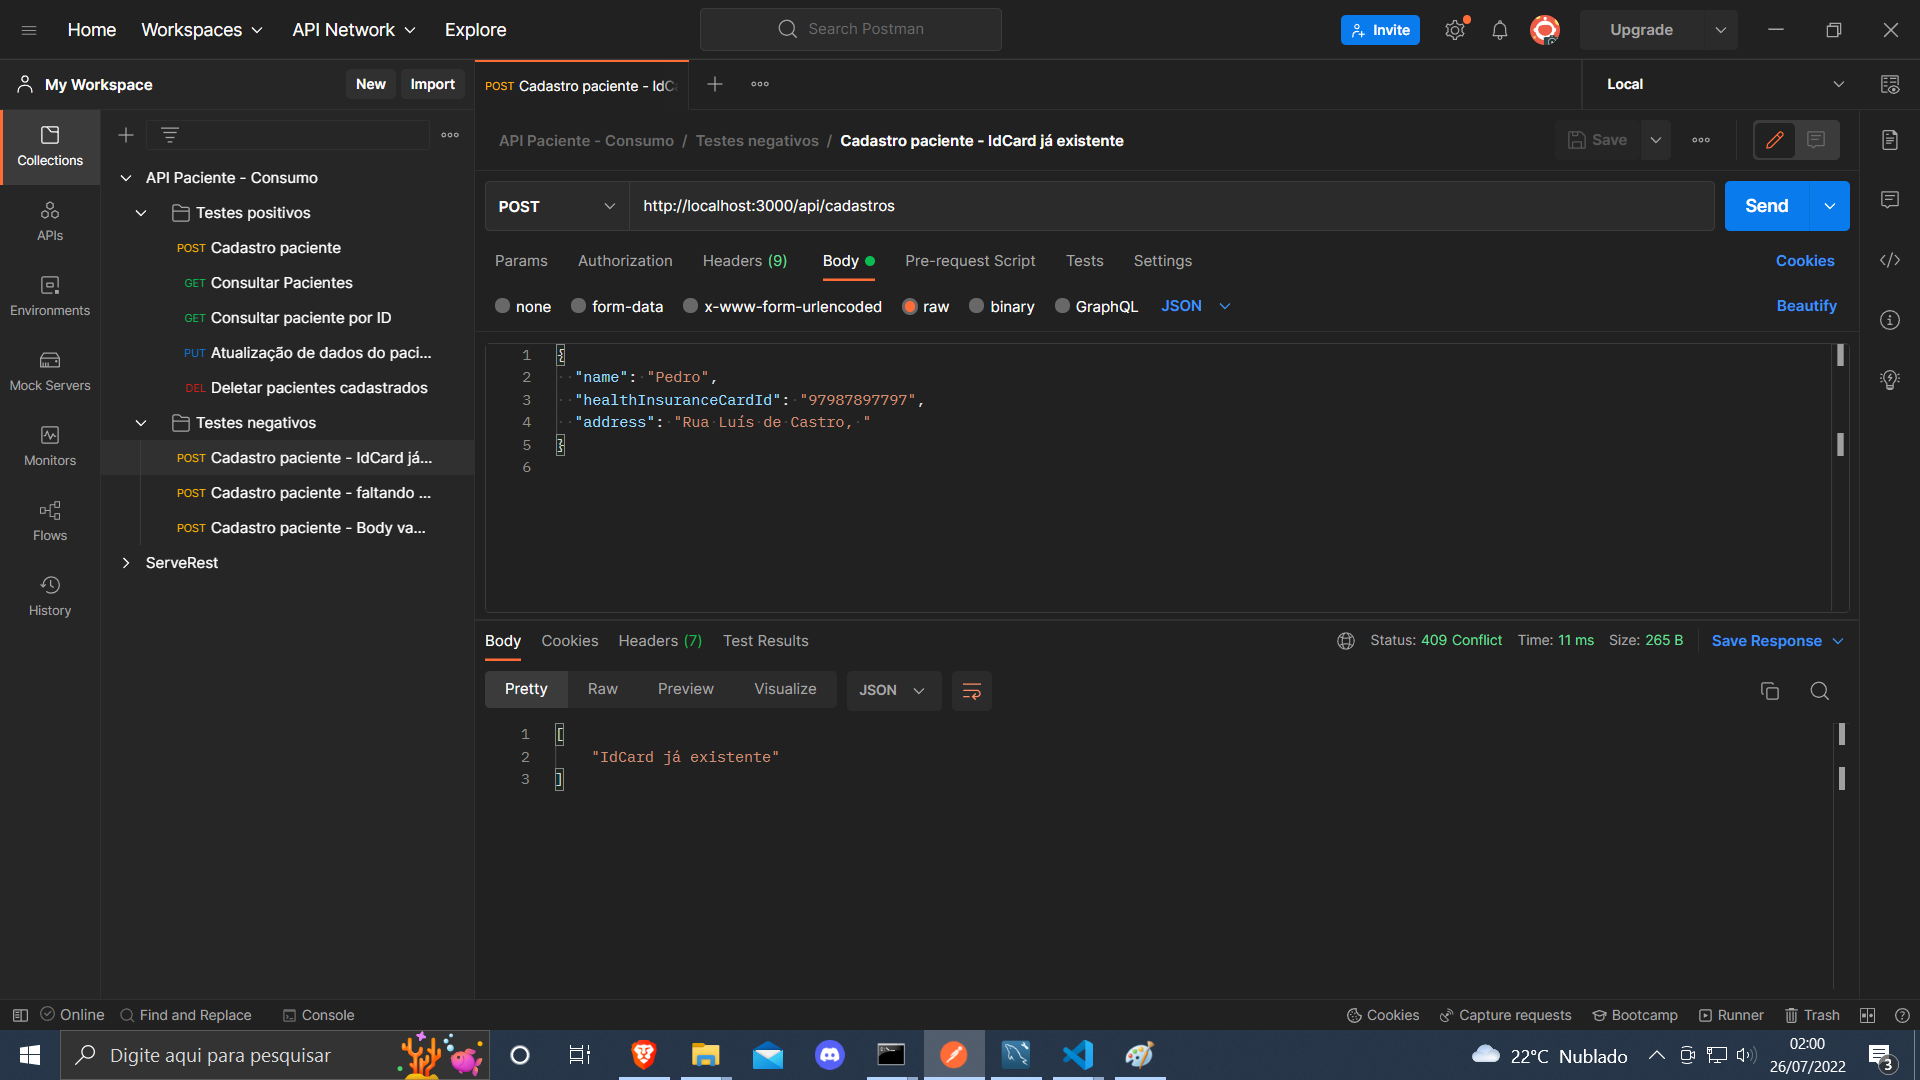 Home
Workspaces
API Network
Explore
Search Postman
Invite
Upgrade
My Workspace
New
Import
POST Cadastro paciente - IdCa
Local
Collections
APIs
Environments
Mock Servers
Monitors
Flows
History
API Paciente - Consumo
Testes positivos
POST Cadastro paciente
GET Consultar Pacientes
GET Consultar paciente por ID
PUT Atualização de dados do paci...
DEL Deletar pacientes cadastrados
Testes negativos
POST Cadastro paciente - IdCard já...
POST Cadastro paciente - faltando ...
POST Cadastro paciente - Body va...
ServeRest
API Paciente - Consumo / Testes negativos / Cadastro paciente - IdCard já existente
Save
POST
http://localhost:3000/api/cadastros
Send
Params
Authorization
Headers (9)
Body
Pre-request Script
Tests
Settings
Cookies
none
form-data
x-www-form-urlencoded
raw
binary
GraphQL
JSON
Beautify
1 {
2 "name": "Pedro",
3 "healthInsuranceCardId": "97987897797",
4 "address": "Rua Luís de Castro, "
5 }
6
Body
Cookies
Headers (7)
Test Results
Status: 409 Conflict
Time: 11 ms
Size: 265 B
Save Response
Pretty
Raw
Preview
Visualize
JSON
1 [
2 "IdCard já existente"
3 ]
Online
Find and Replace
Console
Cookies
Capture requests
Bootcamp
Runner
Trash
Digite aqui para pesquisar
22°C Nublado
02:00
26/07/2022
3